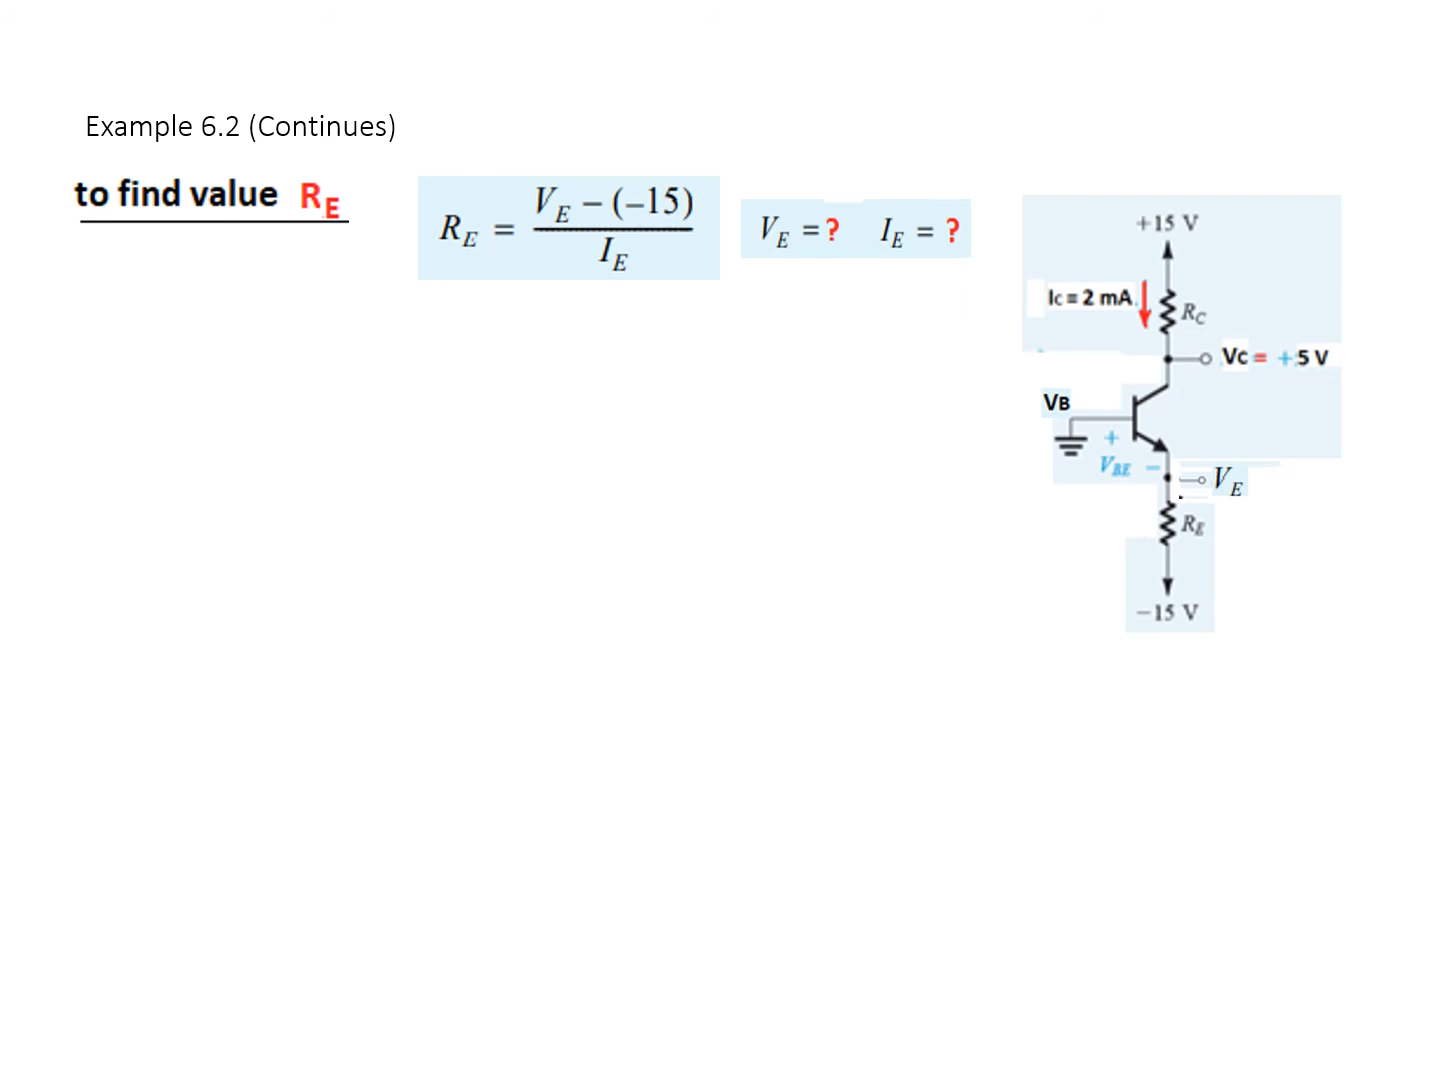 Example 6.2 (Continues)
to find value R_E
R_E = (V_E – (–15)) / I_E
V_E = ? I_E = ?
+15 V
Ic = 2 mA
R_C
Vc = +5 V
VB
+
V_BE –
V_E
R_E
–15 V